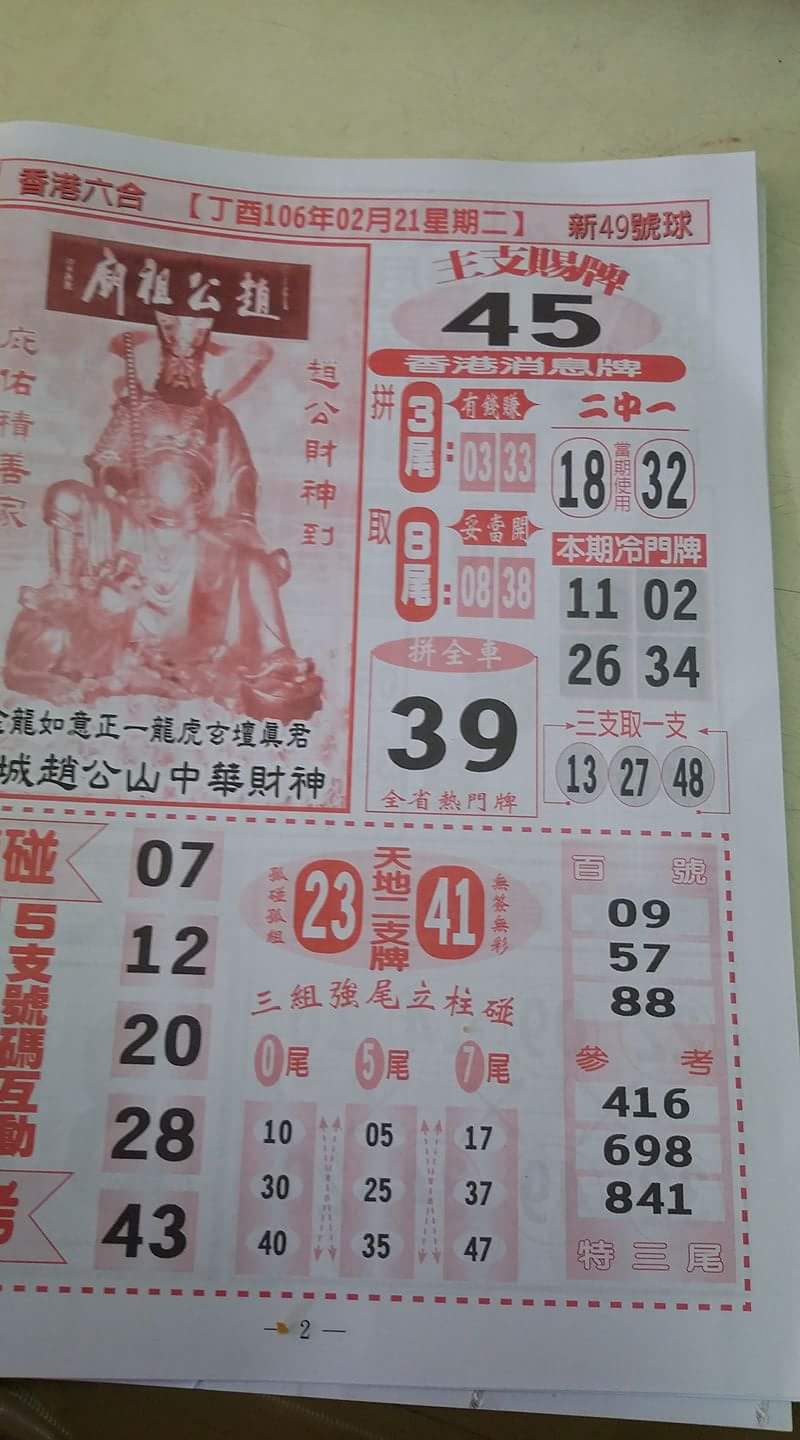 香港六合 【丁酉106年02月21星期二】 新49號球
趙公祖廟
庇佑積善家
趙公財神到
金龍如意正一龍虎玄壇眞君
城趙公山中華財神
主支賜牌
45
香港消息牌
拼 3尾： 有錢賺 03 33
取 8尾： 妥當開 08 38
二中一
18 當期使用 32
本期冷門牌
11 02
26 34
拼全車
39
全省熱門牌
三支取一支
13 27 48
碰
5支號碼互動
07
12
20
28
43
孤碰孤組 23 天地二支牌 41 無簽無彩
三組強尾立柱碰
0尾 5尾 7尾
10 05 17
30 25 37
40 35 47
百號
09
57
88
參考
416
698
841
特三尾
— 2 —